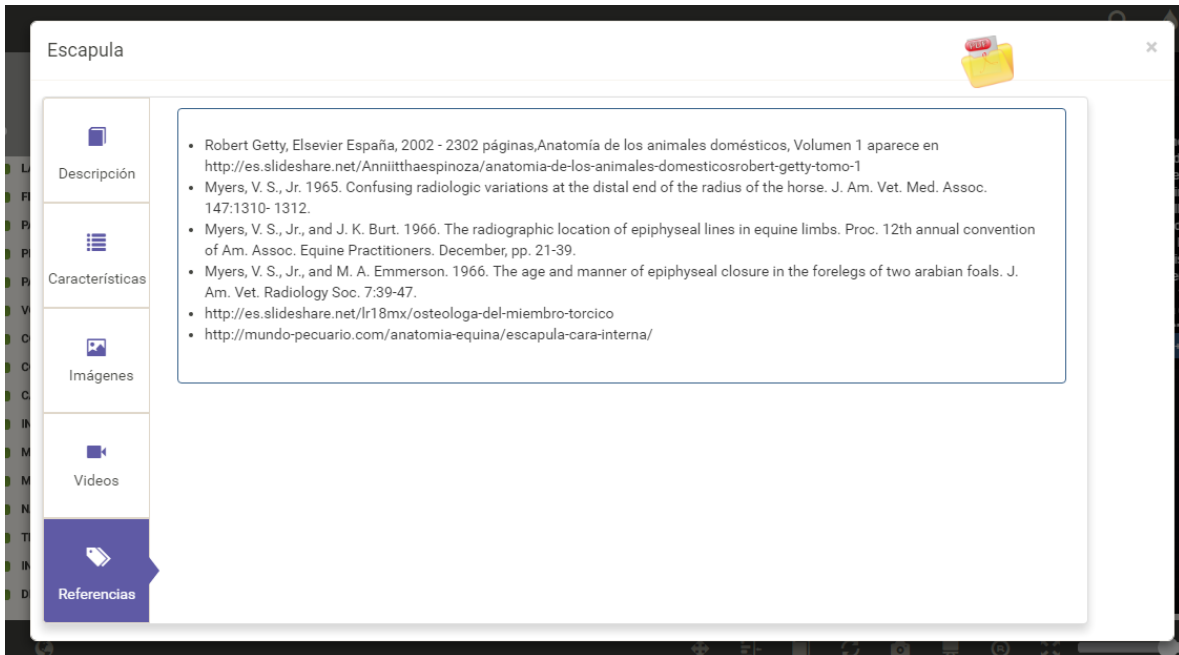 Escapula
PDF
×
Descripción
Características
Imágenes
Videos
Referencias
• Robert Getty, Elsevier España, 2002 - 2302 páginas,Anatomía de los animales domésticos, Volumen 1 aparece en
http://es.slideshare.net/Anniitthaespinoza/anatomia-de-los-animales-domesticosrobert-getty-tomo-1
• Myers, V. S., Jr. 1965. Confusing radiologic variations at the distal end of the radius of the horse. J. Am. Vet. Med. Assoc.
147:1310- 1312.
• Myers, V. S., Jr., and J. K. Burt. 1966. The radiographic location of epiphyseal lines in equine limbs. Proc. 12th annual convention
of Am. Assoc. Equine Practitioners. December, pp. 21-39.
• Myers, V. S., Jr., and M. A. Emmerson. 1966. The age and manner of epiphyseal closure in the forelegs of two arabian foals. J.
Am. Vet. Radiology Soc. 7:39-47.
• http://es.slideshare.net/lr18mx/osteologa-del-miembro-torcico
• http://mundo-pecuario.com/anatomia-equina/escapula-cara-interna/